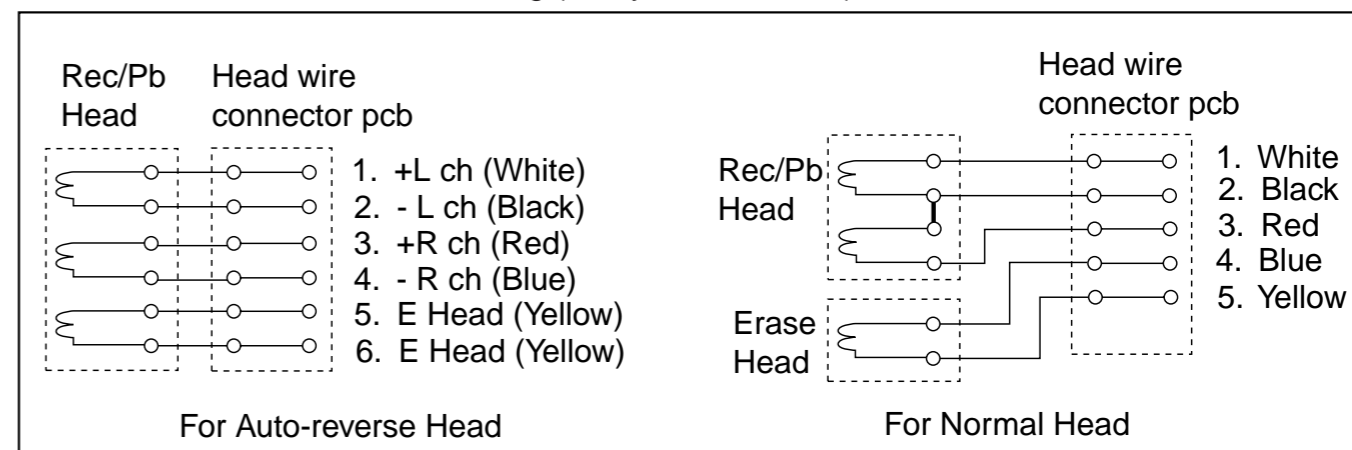 Rec/Pb
Head
Head wire
connector pcb
1. +L ch (White)
2. - L ch (Black)
3. +R ch (Red)
4. - R ch (Blue)
5. E Head (Yellow)
6. E Head (Yellow)
For Auto-reverse Head
Head wire
connector pcb
Rec/Pb
Head
Erase
Head
1. White
2. Black
3. Red
4. Blue
5. Yellow
For Normal Head